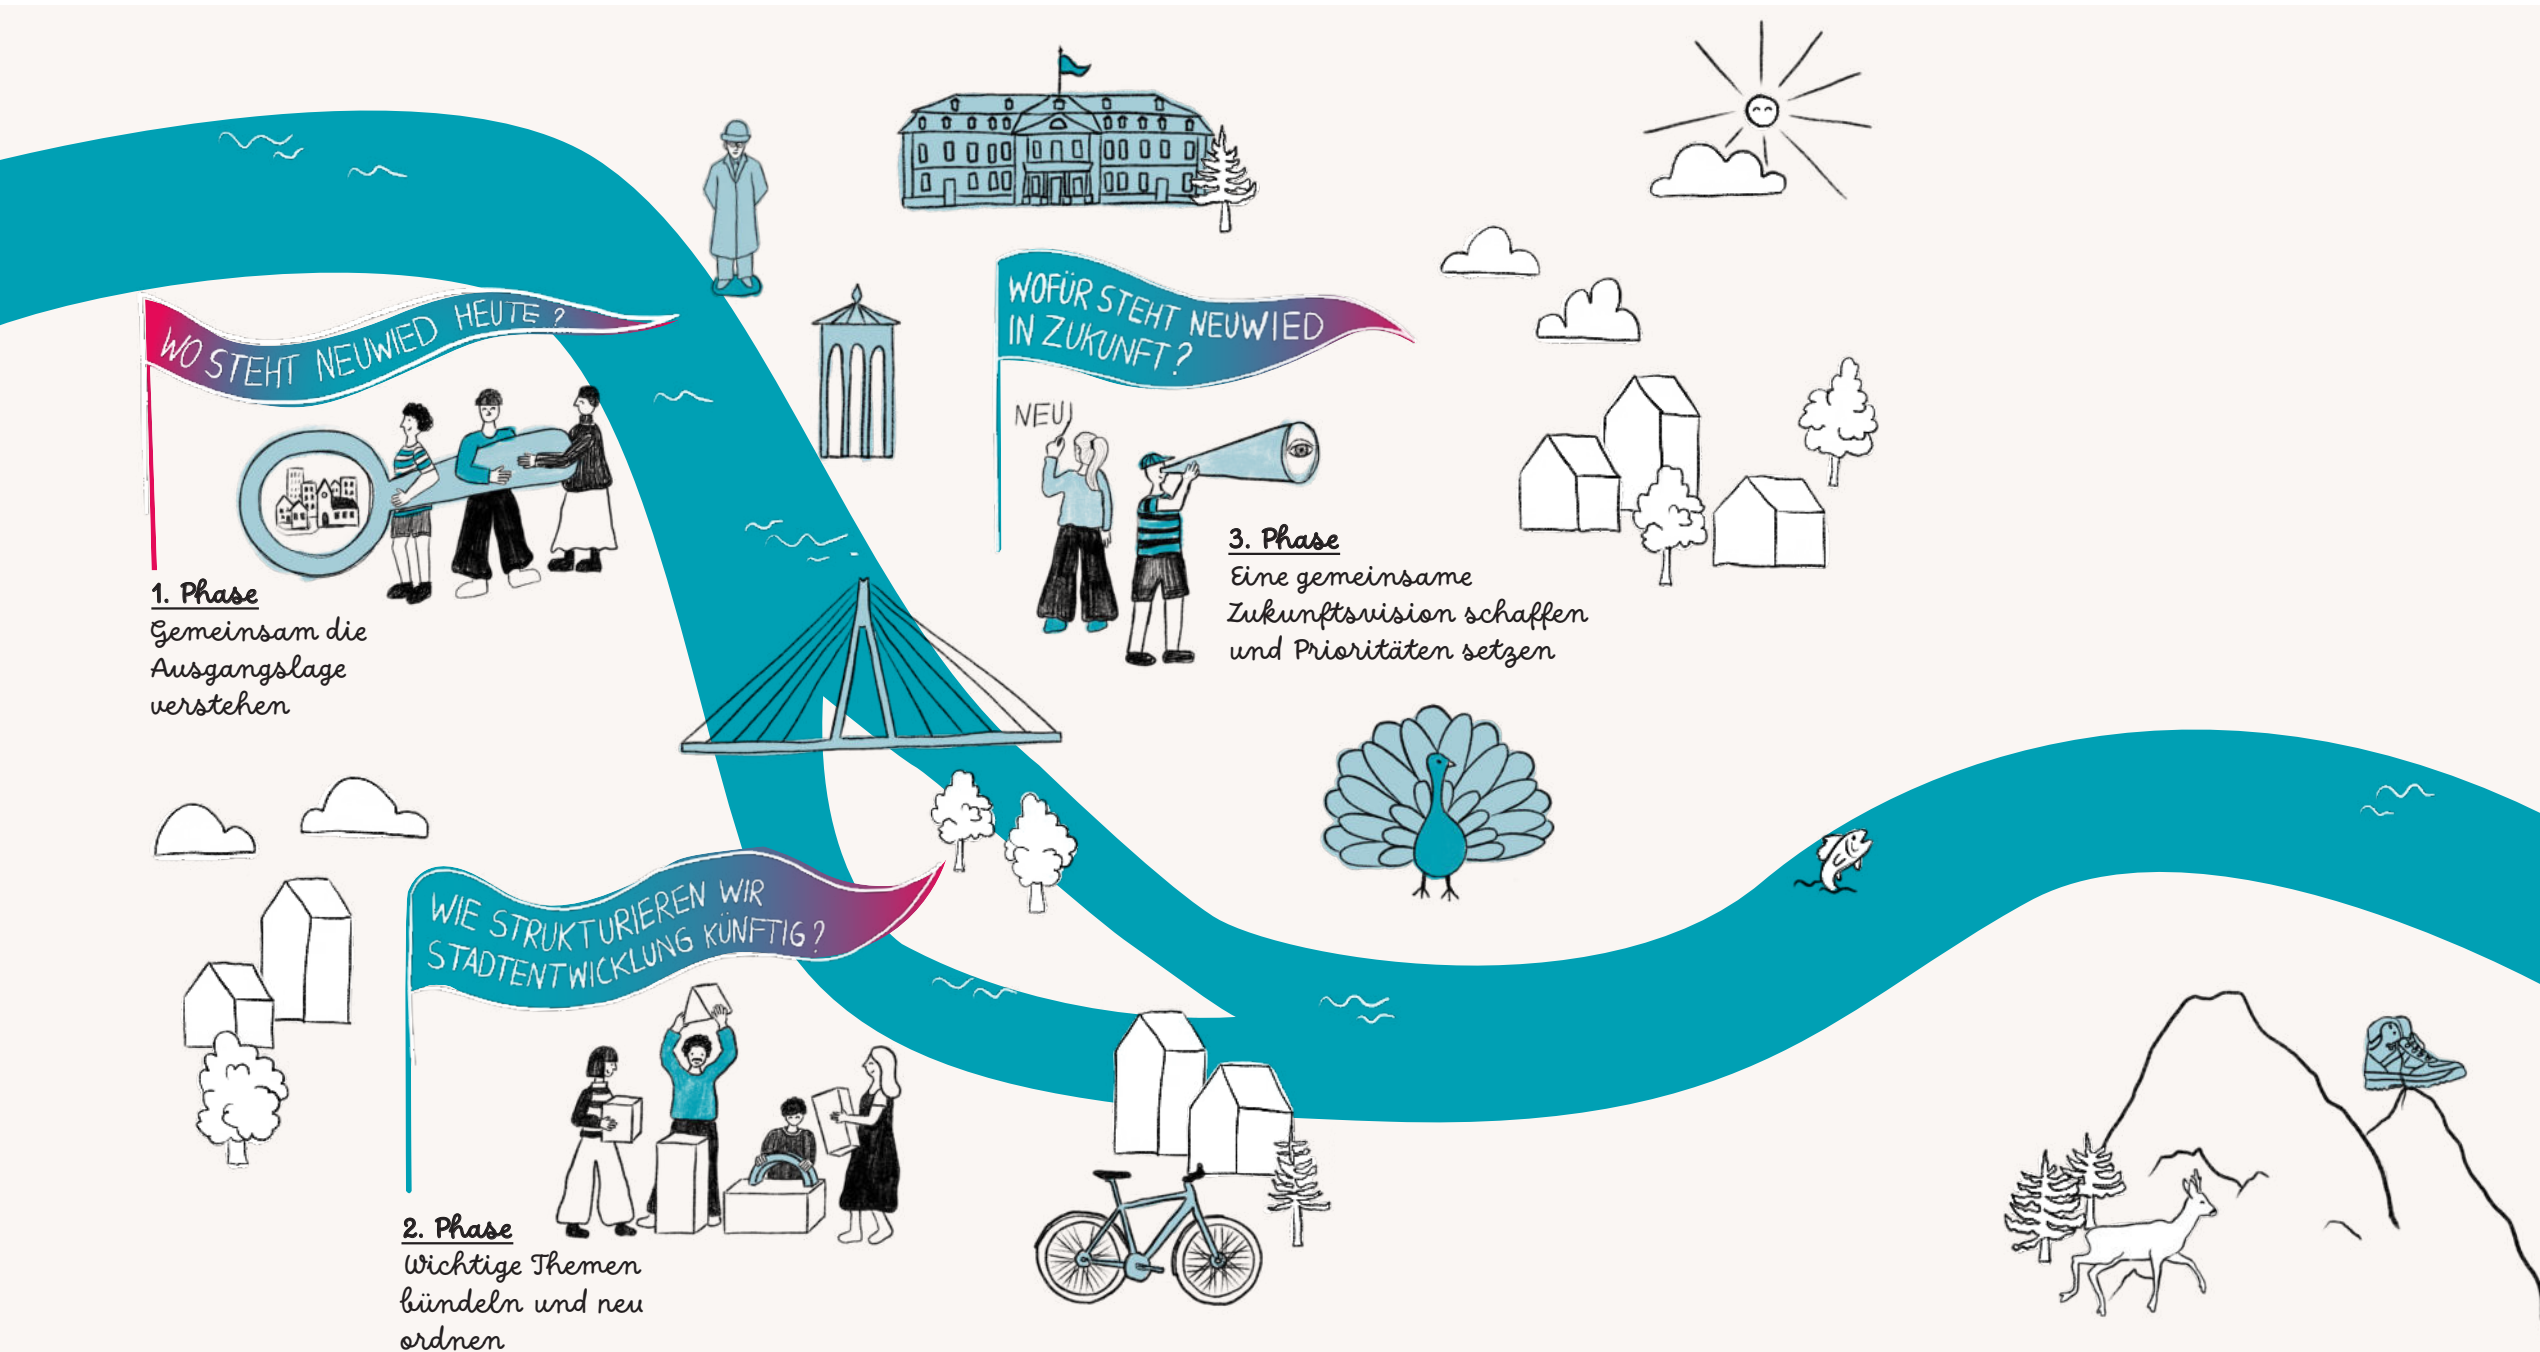 WO STEHT NEUWIED HEUTE?
1. Phase
Gemeinsam die
Ausgangslage
verstehen
WIE STRUKTURIEREN WIR
STADTENTWICKLUNG KÜNFTIG?
2. Phase
Wichtige Themen
bündeln und neu
ordnen
WOFÜR STEHT NEUWIED
IN ZUKUNFT?
NEU
3. Phase
Eine gemeinsame
Zukunftsvision schaffen
und Prioritäten setzen